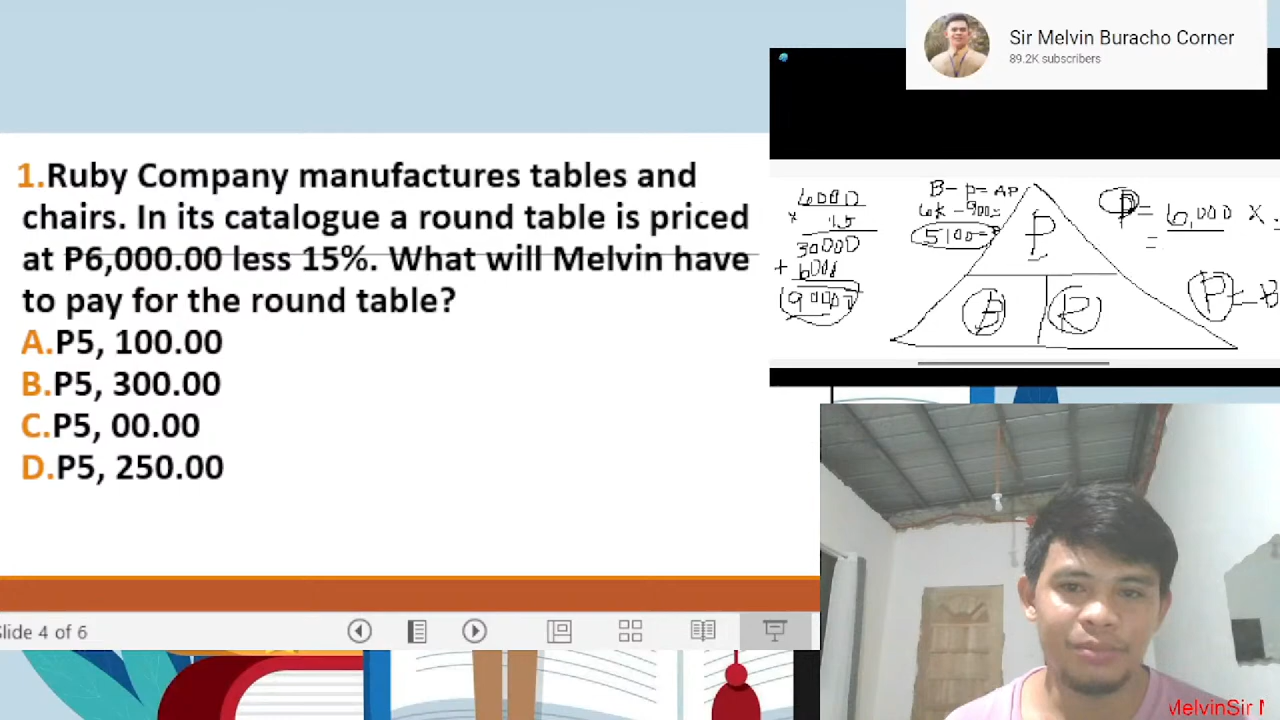 Sir Melvin Buracho Corner
89.2K subscribers
1.Ruby Company manufactures tables and
chairs. In its catalogue a round table is priced
at P6,000.00 less 15%. What will Melvin have
to pay for the round table?
A.P5, 100.00
B.P5, 300.00
C.P5, 00.00
D.P5, 250.00
6000
x .15
30000
+ 6000
90000
B- P= AP
6k - 900=
5100=P
P
B R
P= 6,000 x
=
P= B
Slide 4 of 6
MelvinSir M